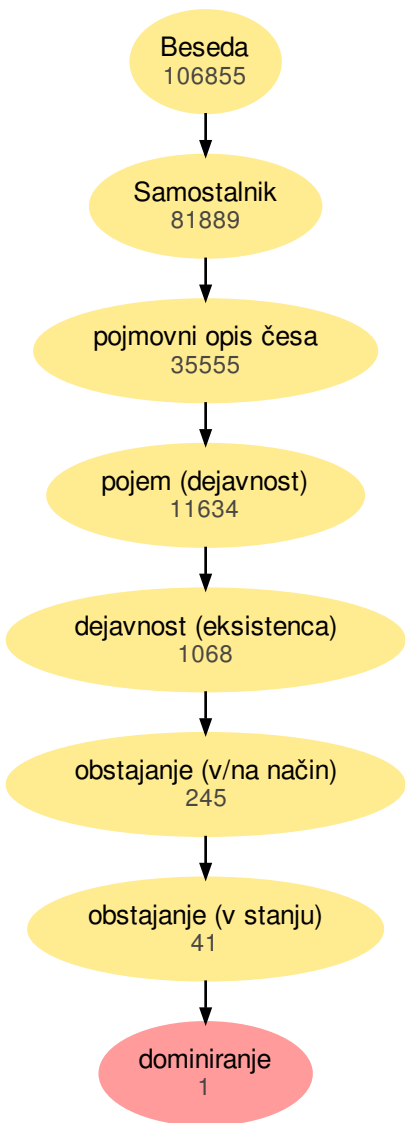 Beseda
106855
Samostalnik
81889
pojmovni opis česa
35555
pojem (dejavnost)
11634
dejavnost (eksistenca)
1068
obstajanje (v/na način)
245
obstajanje (v stanju)
41
dominiranje
1